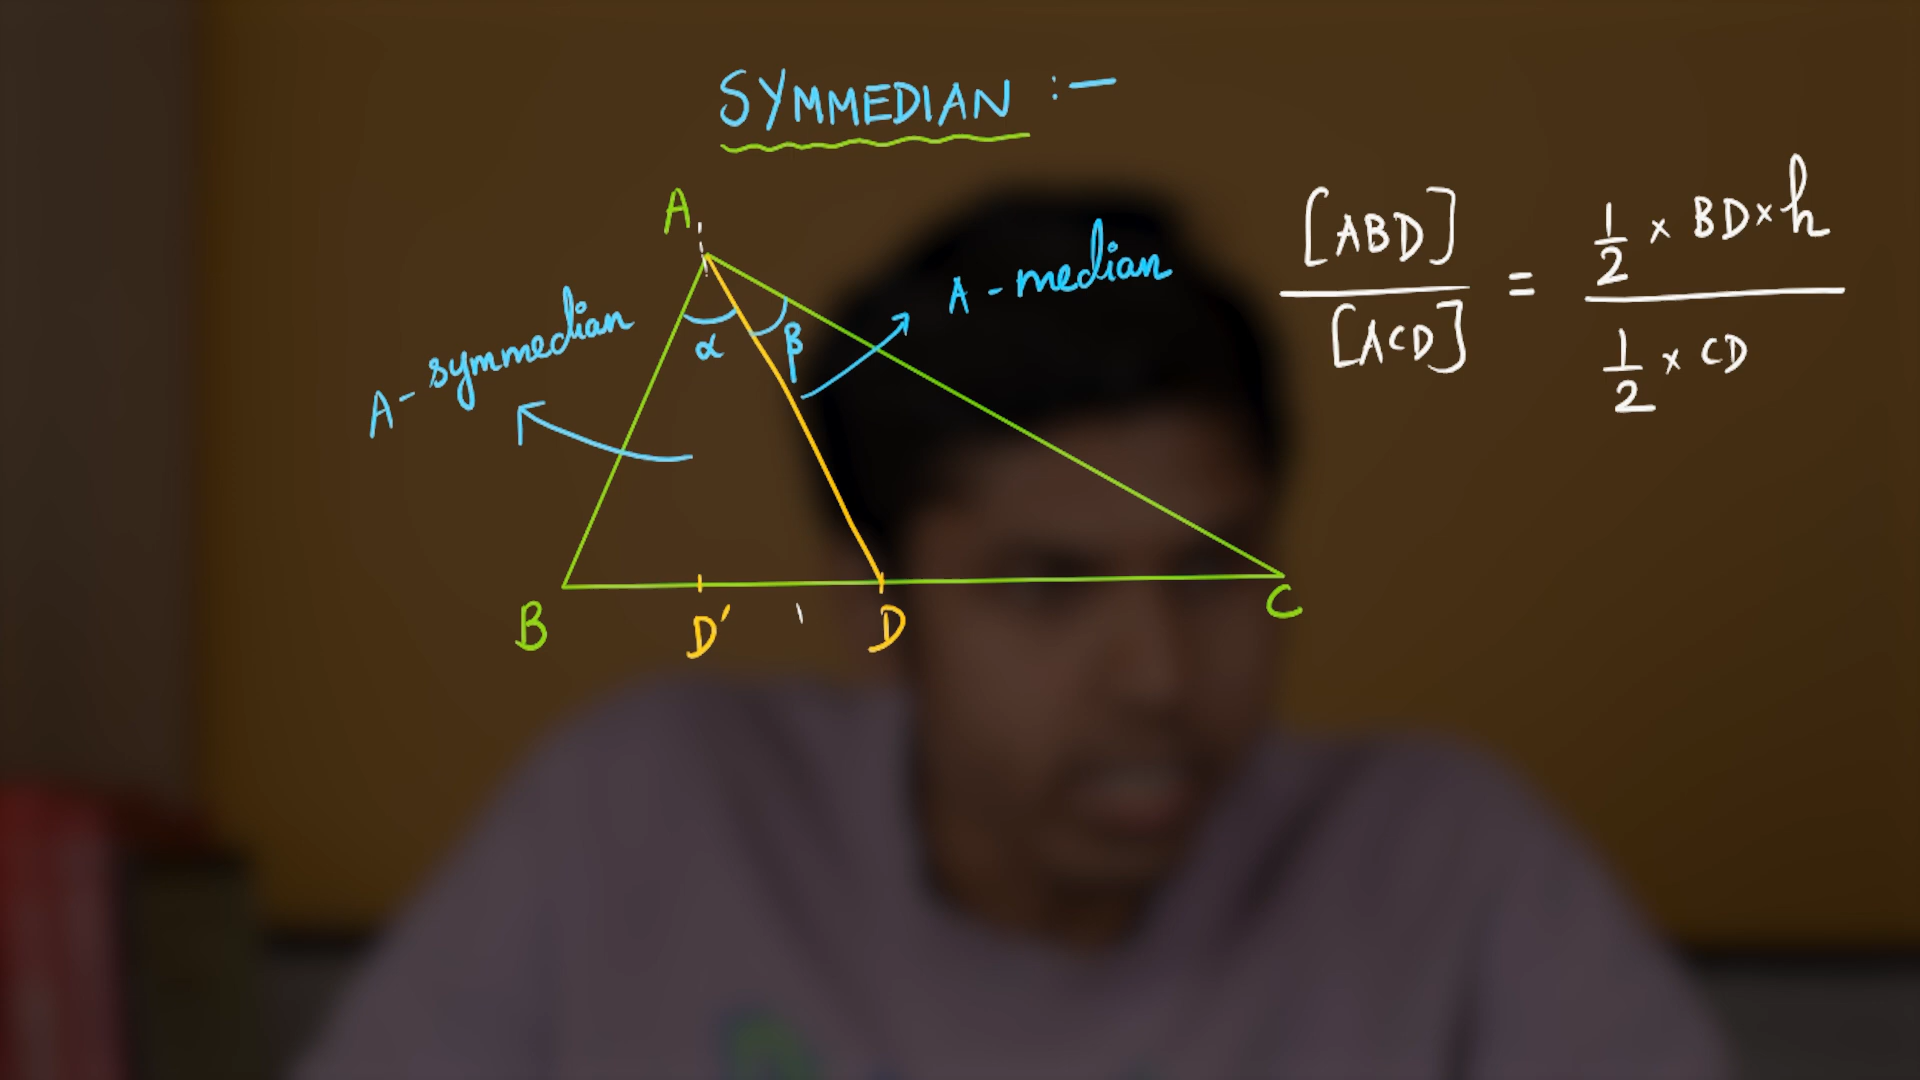 SYMMEDIAN :-
A
A - median
A - symmedian
α β
B D' D C
[ABD] / [ACD] = 1/2 × BD × h / 1/2 × CD